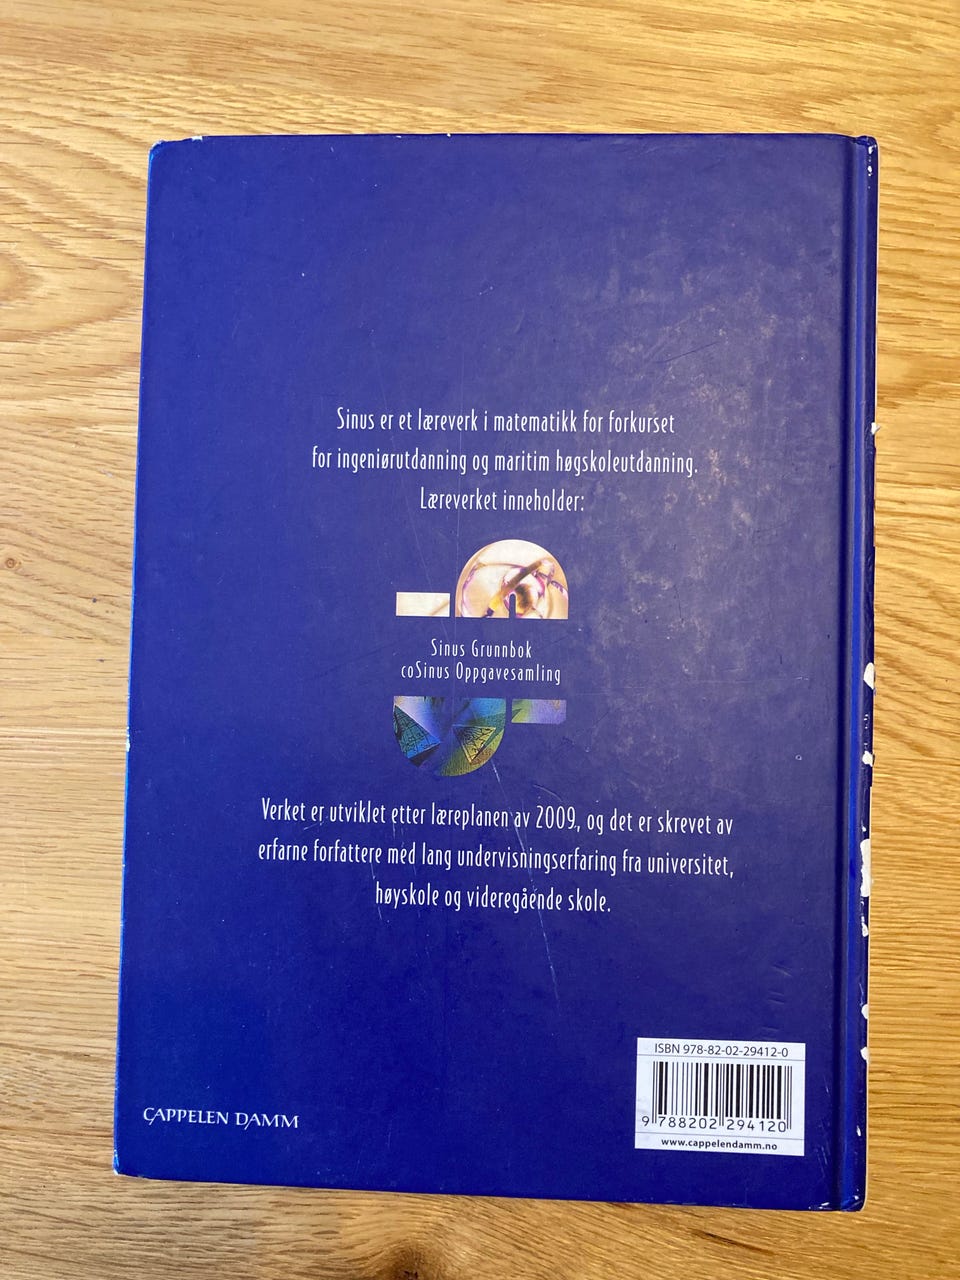 Sinus er et læreverk i matematikk for forkurset
for ingeniørutdanning og maritim høgskoleutdanning.
Læreverket inneholder:
Sinus Grunnbok
coSinus Oppgavesamling
Verket er utviklet etter læreplanen av 2009, og det er skrevet av
erfarne forfattere med lang undervisningserfaring fra universitet,
høyskole og videregående skole.
CAPPELEN DAMM
ISBN 978-82-02-29412-0
9 788202 294120
www.cappelendamm.no